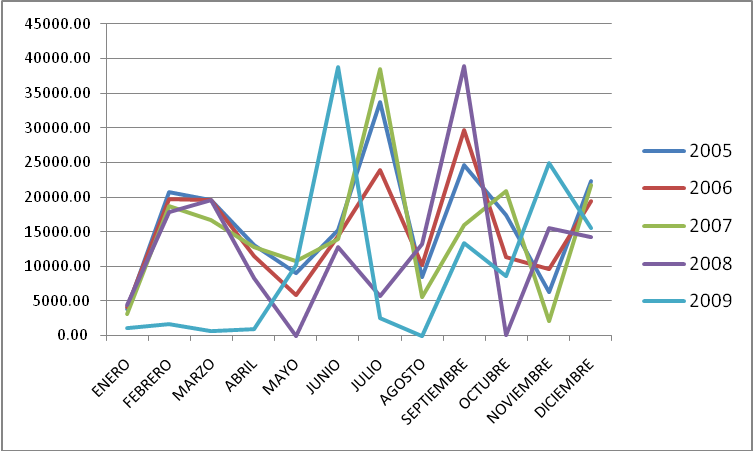 45000.00
40000.00
35000.00
30000.00
25000.00
20000.00
15000.00
10000.00
5000.00
0.00
ENERO
FEBRERO
MARZO
ABRIL
MAYO
JUNIO
JULIO
AGOSTO
SEPTIEMBRE
OCTUBRE
NOVIEMBRE
DICIEMBRE
2005
2006
2007
2008
2009